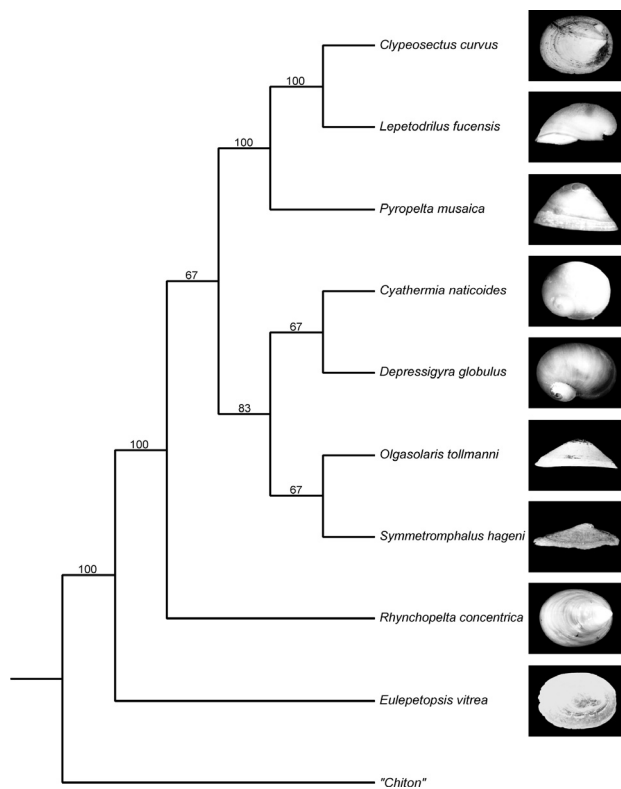 Clypeosectus curvus
100
Lepetodrilus fucensis
100
Pyropelta musaica
67
Cyathermia naticoides
67
Depressigyra globulus
83
Olgasolaris tollmanni
100
67
Symmetromphalus hageni
100
Rhynchopelta concentrica
Eulepetopsis vitrea
"Chiton"